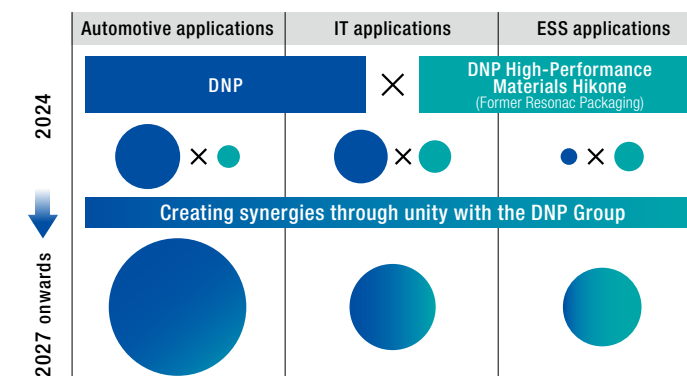 Automotive applications
IT applications
ESS applications
2024
DNP
×
DNP High-Performance
Materials Hikone
(Former Resonac Packaging)
×
×
×
Creating synergies through unity with the DNP Group
2027 onwards